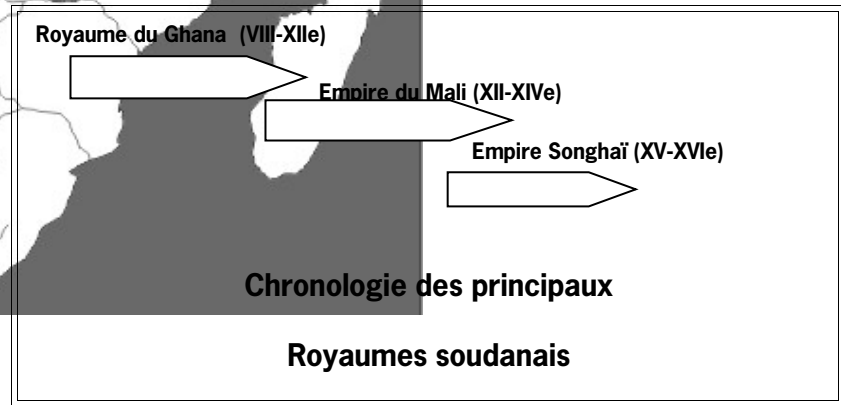 Royaume du Ghana (VIII-XIIe)
Empire du Mali (XII-XIVe)
Empire Songhaï (XV-XVIe)
Chronologie des principaux
Royaumes soudanais